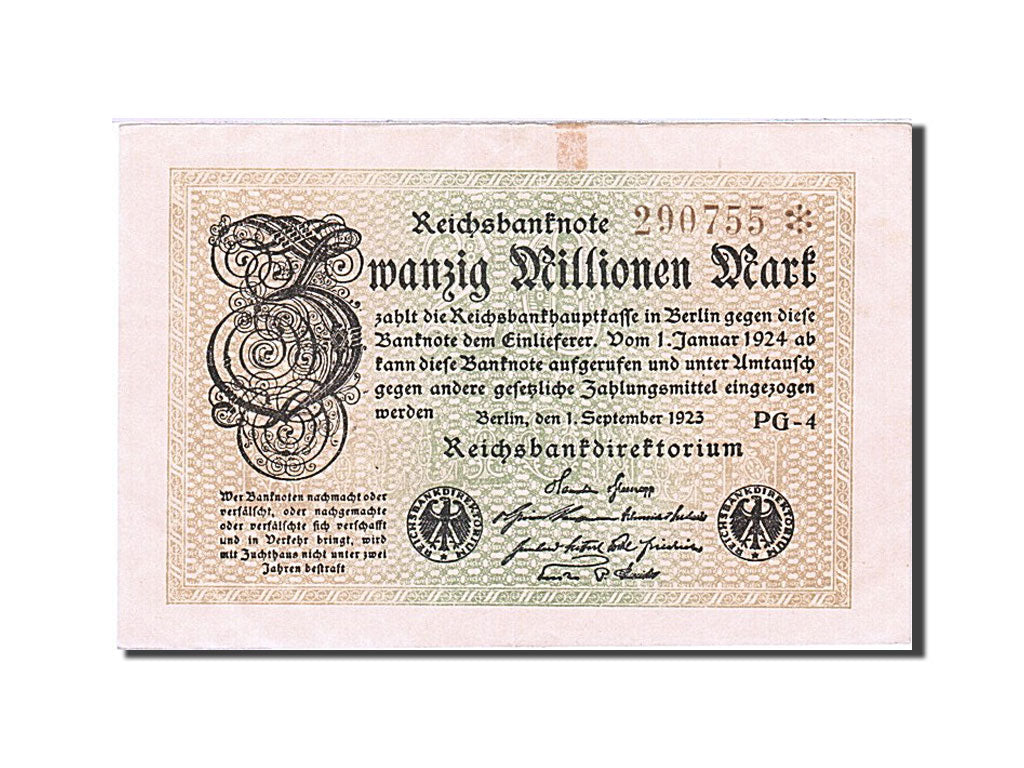 Reichsbanknote 290755 *
Zwanzig Millionen Mark
zahlt die Reichsbankhauptkasse in Berlin gegen diese
Banknote dem Einlieferer. Vom 1. Januar 1924 ab
kann diese Banknote aufgerufen und unter Umtausch
gegen andere gesetzliche Zahlungsmittel eingezogen
werden
Berlin, den 1. September 1923 PG-4
Reichsbankdirektorium
Wer Banknoten nachmacht oder
verfälscht, oder nachgemachte
oder verfälschte sich verschafft
und in Verkehr bringt, wird
mit Zuchthaus nicht unter zwei
Jahren bestraft
REICHSBANKDIREKTORIUM
REICHSBANKDIREKTORIUM